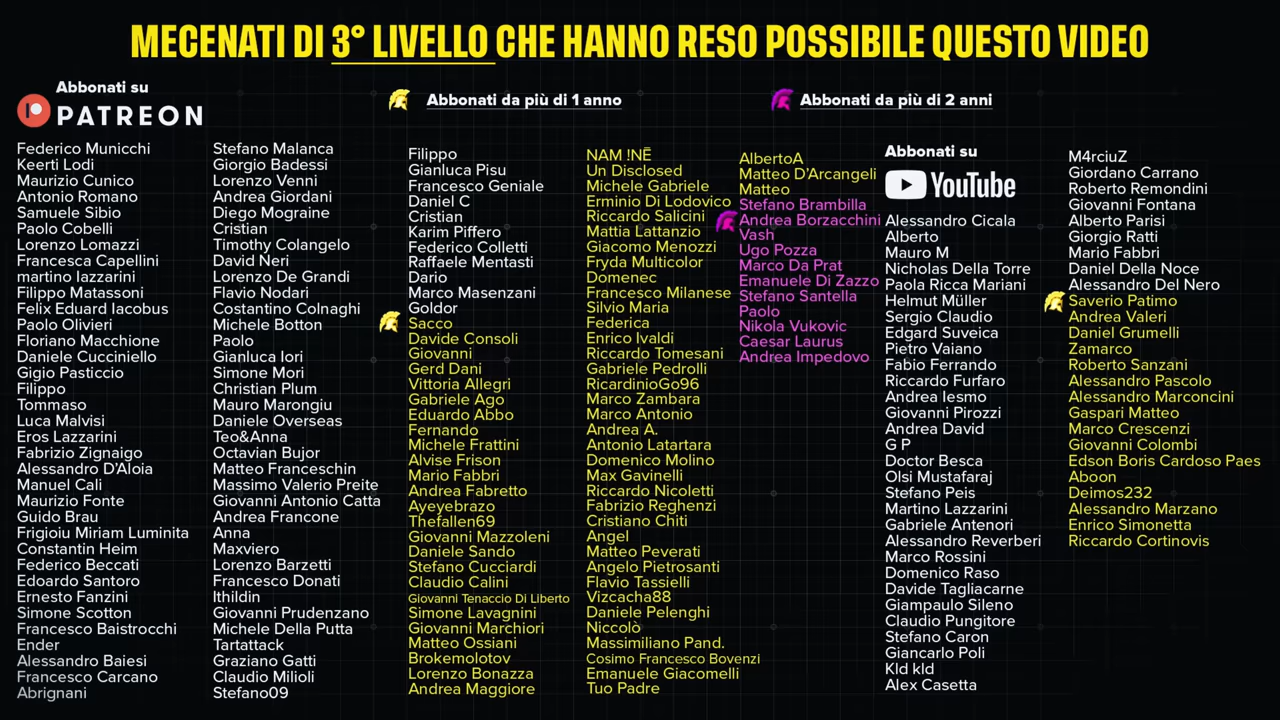 MECENATI DI 3° LIVELLO CHE HANNO RESO POSSIBILE QUESTO VIDEO
Abbonati su
PATREON
Abbonati da più di 1 anno
Abbonati da più di 2 anni
Federico Municchi
Keerti Lodi
Maurizio Cunico
Antonio Romano
Samuele Sibio
Paolo Cobelli
Lorenzo Lomazzi
Francesca Capellini
martino lazzarini
Filippo Matassoni
Felix Eduard Iacobus
Paolo Olivieri
Floriano Macchione
Daniele Cucciniello
Gigio Pasticcio
Filippo
Tommaso
Luca Malvisi
Eros Lazzarini
Fabrizio Zignaigo
Alessandro D'Aloia
Manuel Cali
Maurizio Fonte
Guido Brau
Frigioiu Miriam Luminita
Constantin Heim
Federico Beccati
Edoardo Santoro
Ernesto Fanzini
Simone Scotton
Francesco Baistrocchi
Ender
Alessandro Baiesi
Francesco Carcano
Abrignani
Stefano Malanca
Giorgio Badessi
Lorenzo Venni
Andrea Giordani
Diego Mograine
Cristian
Timothy Colangelo
David Neri
Lorenzo De Grandi
Flavio Nodari
Costantino Colnaghi
Michele Botton
Paolo
Gianluca Iori
Simone Mori
Christian Plum
Mauro Marongiu
Daniele Overseas
Teo&Anna
Octavian Bujor
Matteo Franceschin
Massimo Valerio Preite
Giovanni Antonio Catta
Andrea Francone
Anna
Maxviero
Lorenzo Barzetti
Francesco Donati
Ithildin
Giovanni Prudenzano
Michele Della Putta
Tartattack
Graziano Gatti
Claudio Milioli
Stefano09
Filippo
Gianluca Pisu
Francesco Geniale
Daniel C
Cristian
Karim Piffero
Federico Colletti
Raffaele Mentasti
Dario
Marco Masenzani
Goldor
Sacco
Davide Consoli
Giovanni
Gerd Dani
Vittoria Allegri
Gabriele Ago
Eduardo Abbo
Fernando
Michele Frattini
Alvise Frison
Mario Fabbri
Andrea Fabretto
Ayeyebrazo
Thefallen69
Giovanni Mazzoleni
Daniele Sando
Stefano Cucciardi
Claudio Calini
Giovanni Tenaccio Di Liberto
Simone Lavagnini
Giovanni Marchiori
Matteo Ossiani
Brokemolotov
Lorenzo Bonazza
Andrea Maggiore
NAM !NĒ
Un Disclosed
Michele Gabriele
Erminio Di Lodovico
Riccardo Salicini
Mattia Lattanzio
Giacomo Menozzi
Fryda Multicolor
Domenec
Francesco Milanese
Silvio Maria
Federica
Enrico Ivaldi
Riccardo Tomesani
Gabriele Pedrolli
RicardinioGo96
Marco Zambara
Marco Antonio
Andrea A.
Antonio Latartara
Domenico Molino
Max Gavinelli
Riccardo Nicoletti
Fabrizio Reghenzi
Cristiano Chiti
Angel
Matteo Peverati
Angelo Pietrosanti
Flavio Tassielli
Vizcacha88
Daniele Pelenghi
Niccolò
Massimiliano Pand.
Cosimo Francesco Bovenzi
Emanuele Giacomelli
Tuo Padre
AlbertoA
Matteo D'Arcangeli
Matteo
Stefano Brambilla
Andrea Borzacchini
Vash
Ugo Pozza
Marco Da Prat
Emanuele Di Zazzo
Stefano Santella
Paolo
Nikola Vukovic
Caesar Laurus
Andrea Impedovo
Abbonati su
YouTube
Alessandro Cicala
Alberto
Mauro M
Nicholas Della Torre
Paola Ricca Mariani
Helmut Müller
Sergio Claudio
Edgard Suveica
Pietro Vaiano
Fabio Ferrando
Riccardo Furfaro
Andrea Iesmo
Giovanni Pirozzi
Andrea David
G P
Doctor Besca
Olsi Mustafaraj
Stefano Peis
Martino Lazzarini
Gabriele Antenori
Alessandro Reverberi
Marco Rossini
Domenico Raso
Davide Tagliacarne
Giampaulo Sileno
Claudio Pungitore
Stefano Caron
Giancarlo Poli
Kld kld
Alex Casetta
M4rciuZ
Giordano Carrano
Roberto Remondini
Giovanni Fontana
Alberto Parisi
Giorgio Ratti
Mario Fabbri
Daniel Della Noce
Alessandro Del Nero
Saverio Patimo
Andrea Valeri
Daniel Grumelli
Zamarco
Roberto Sanzani
Alessandro Pascolo
Alessandro Marconcini
Gaspari Matteo
Marco Crescenzi
Giovanni Colombi
Edson Boris Cardoso Paes
Aboon
Deimos232
Alessandro Marzano
Enrico Simonetta
Riccardo Cortinovis